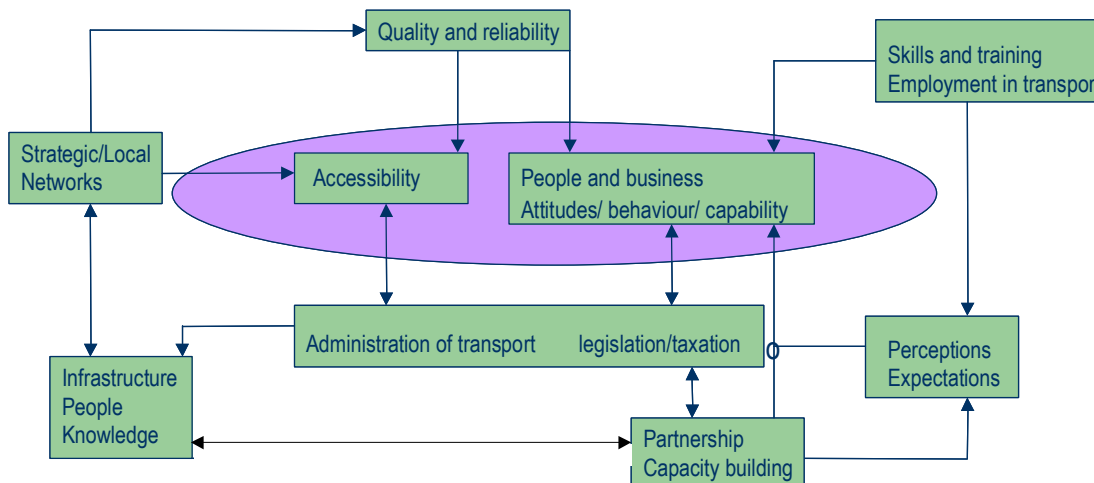 Quality and reliability
Skills and training
Employment in transpor
Strategic/Local
Networks
Accessibility
People and business
Attitudes/ behaviour/ capability
Administration of transport legislation/taxation
Perceptions
Expectations
Infrastructure
People
Knowledge
Partnership
Capacity building